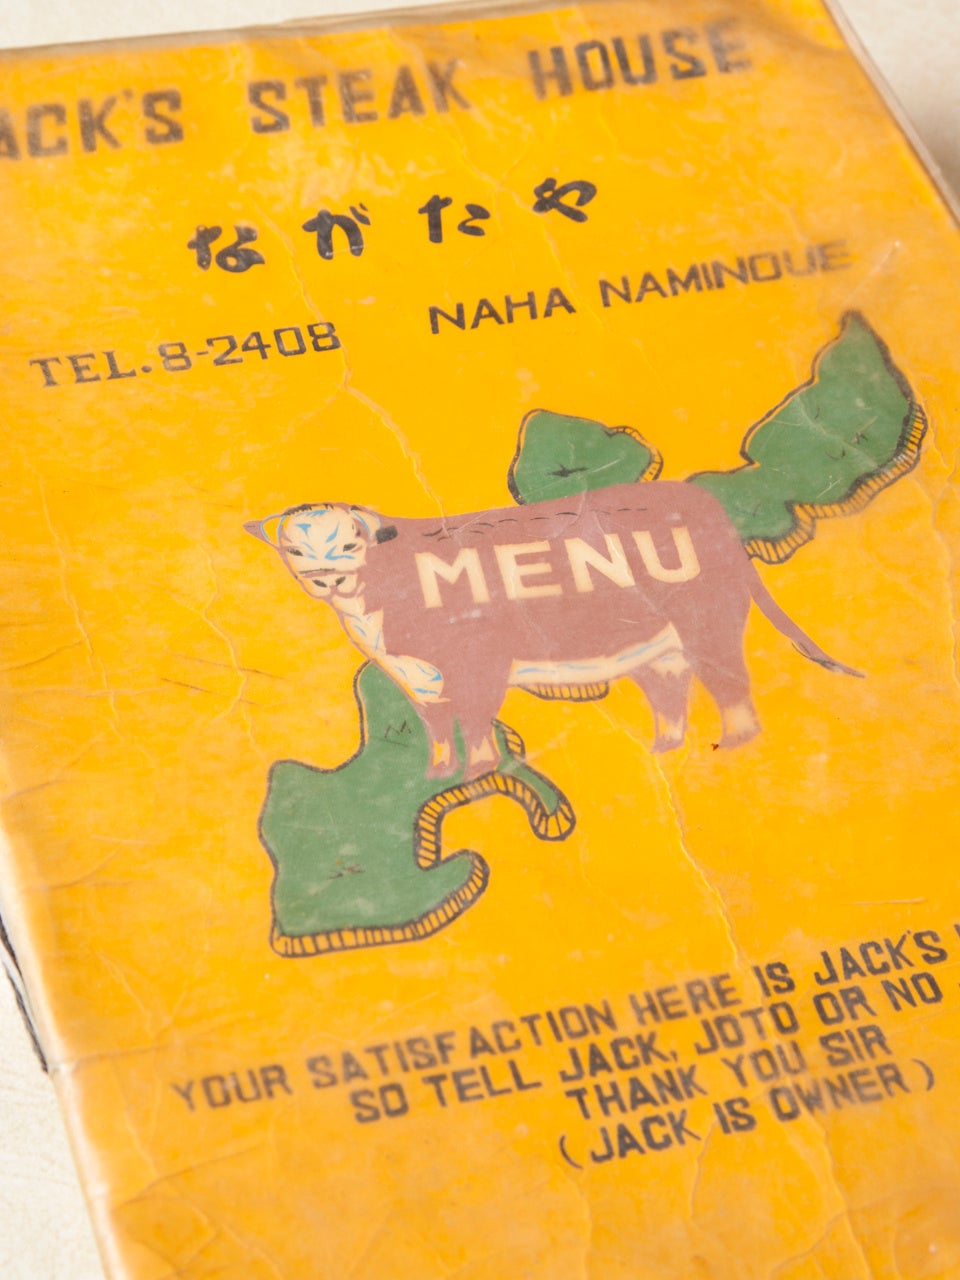 JACK'S STEAK HOUSE
ながたや
TEL. 8-2408 NAHA NAMINOUE
MENU
YOUR SATISFACTION HERE IS JACK'S
SO TELL JACK, JOTO OR NO
THANK YOU SIR
(JACK IS OWNER)